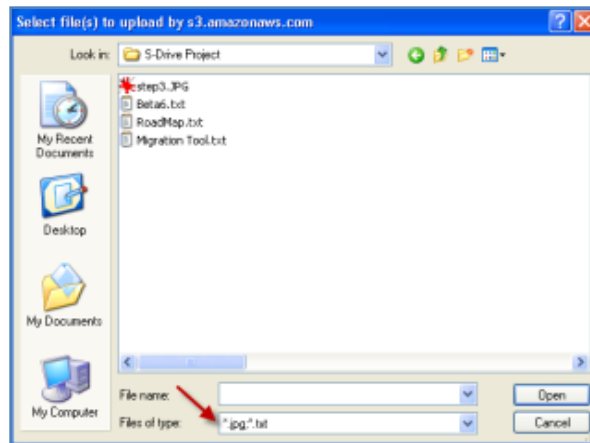 Select file(s) to upload by s3.amazonaws.com
Look in:
S-Drive Project
step3.JPG
Beta6.txt
RoadMap.txt
Migration Tool.txt
My Recent
Documents
Desktop
My Documents
My Computer
File name:
Open
Files of type:
*.jpg;*.txt
Cancel